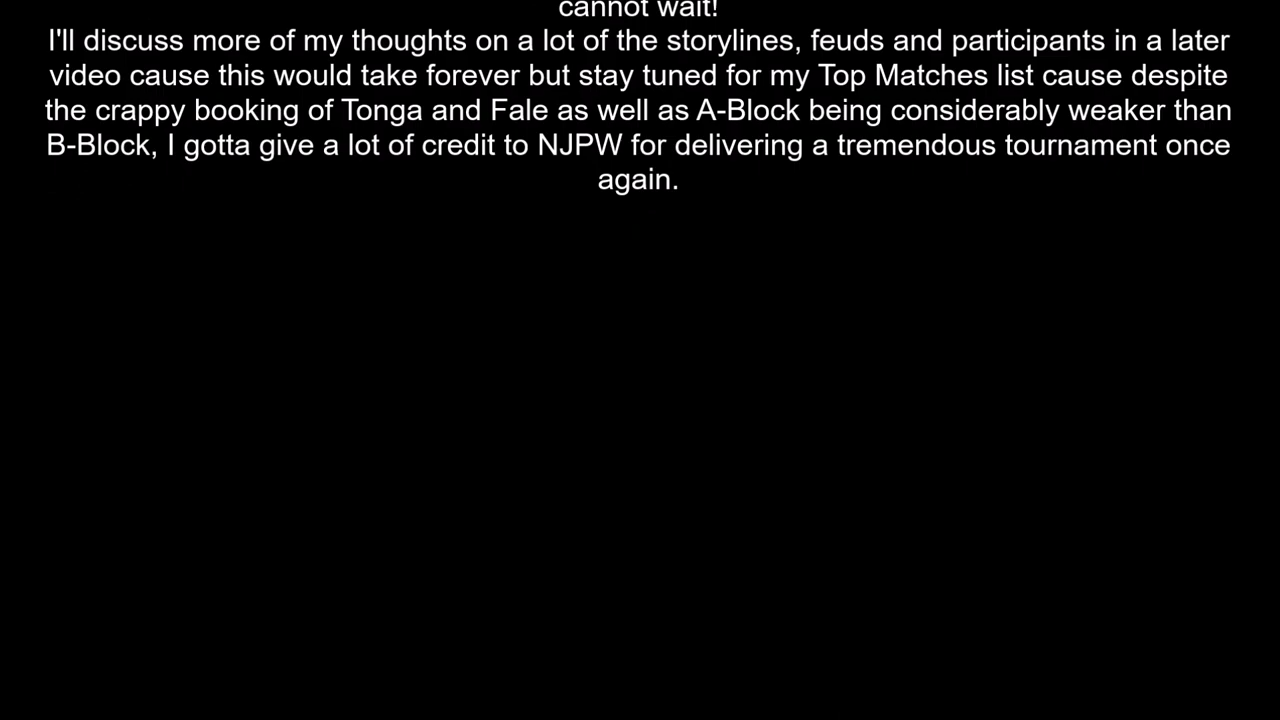 cannot wait!
I'll discuss more of my thoughts on a lot of the storylines, feuds and participants in a later
video cause this would take forever but stay tuned for my Top Matches list cause despite
the crappy booking of Tonga and Fale as well as A-Block being considerably weaker than
B-Block, I gotta give a lot of credit to NJPW for delivering a tremendous tournament once
again.